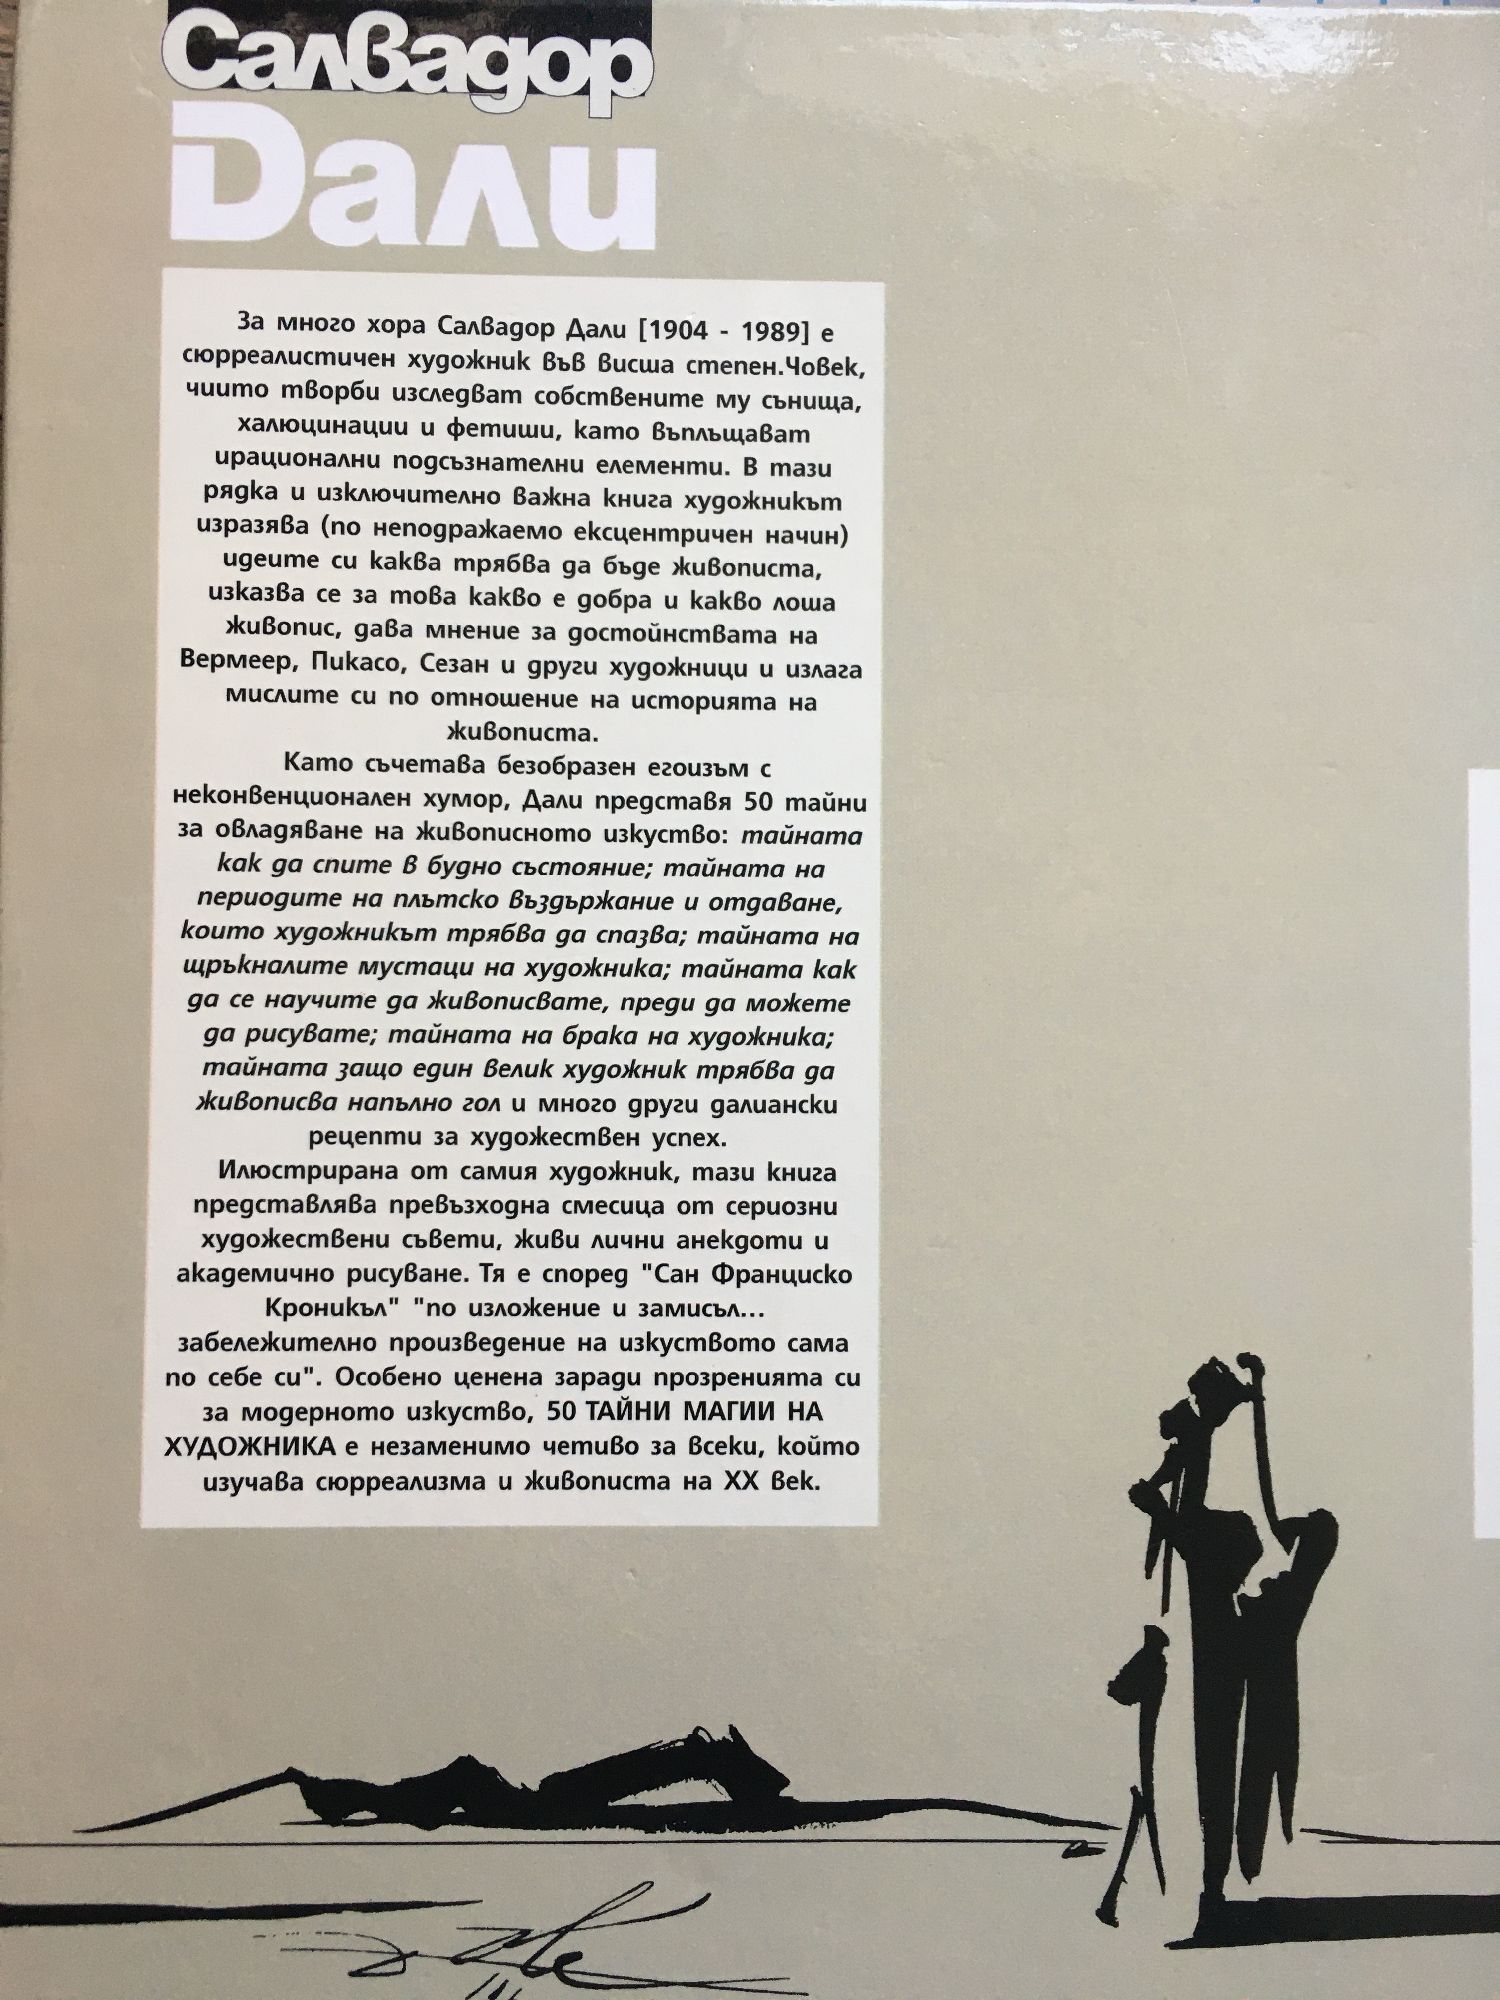 Салвадор
Дали
За много хора Салвадор Дали [1904 - 1989] е
сюрреалистичен художник във висша степен.Човек,
чиито творби изследват собствените му сънища,
халюцинации и фетиши, като въплъщават
ирационални подсъзнателни елементи. В тази
рядка и изключително важна книга художникът
изразява (по неподражаемо ексцентричен начин)
идеите си каква трябва да бъде живописта,
изказва се за това какво е добра и какво лоша
живопис, дава мнение за достойнствата на
Вермеер, Пикасо, Сезан и други художници и излага
мислите си по отношение на историята на
живописта.
Като съчетава безобразен егоизъм с
неконвенционален хумор, Дали представя 50 тайни
за овладяване на живописното изкуство: тайната
как да спите в будно състояние; тайната на
периодите на плътско въздържание и отдаване,
които художникът трябва да спазва; тайната на
щръкналите мустаци на художника; тайната как
да се научите да живописвате, преди да можете
да рисувате; тайната на брака на художника;
тайната защо един велик художник трябва да
живописва напълно гол и много други далиански
рецепти за художествен успех.
Илюстрирана от самия художник, тази книга
представлява превъзходна смесица от сериозни
художествени съвети, живи лични анекдоти и
академично рисуване. Тя е според "Сан Франциско
Кроникъл" "по изложение и замисъл...
забележително произведение на изкуството сама
по себе си". Особено ценена заради прозренията си
за модерното изкуство, 50 ТАЙНИ МАГИИ НА
ХУДОЖНИКА е незаменимо четиво за всеки, който
изучава сюрреализма и живописта на ХХ век.